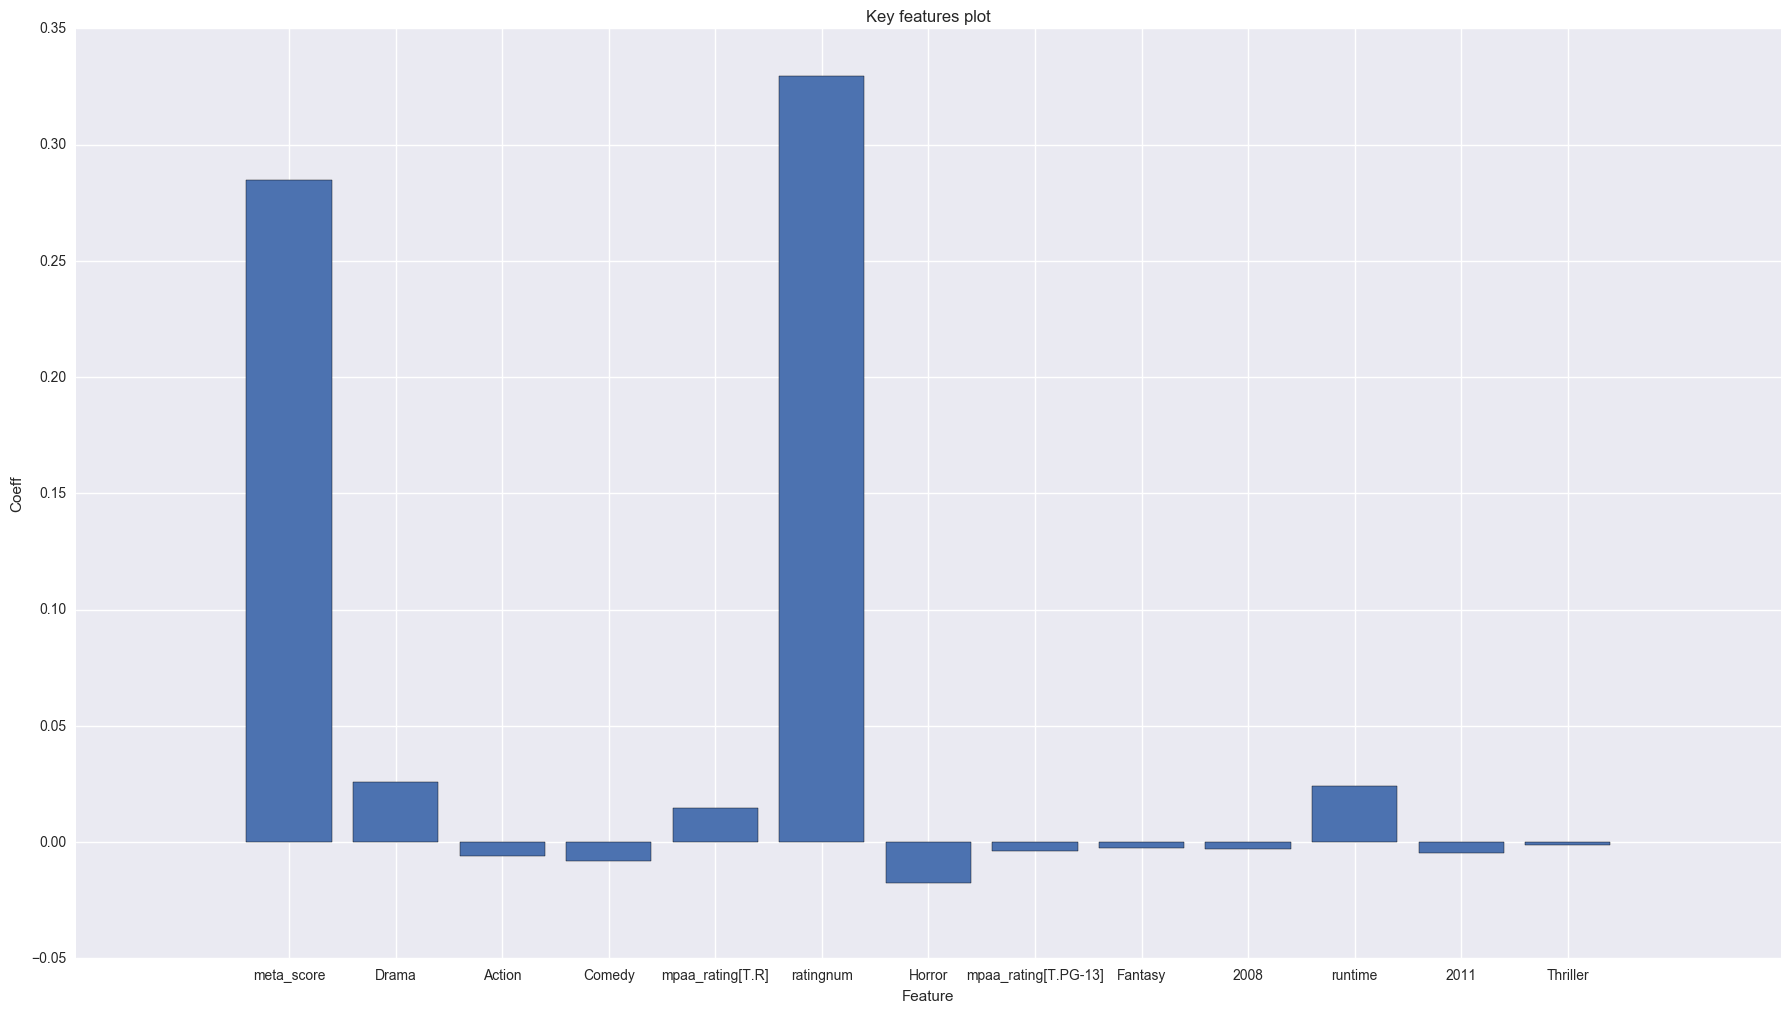 Key features plot
0.35
0.30
0.25
0.20
0.15
0.10
0.05
0.00
−0.05
Coeff
meta_score Drama Action Comedy mpaa_rating[T.R] ratingnum Horror mpaa_rating[T.PG-13] Fantasy 2008 runtime 2011 Thriller
Feature